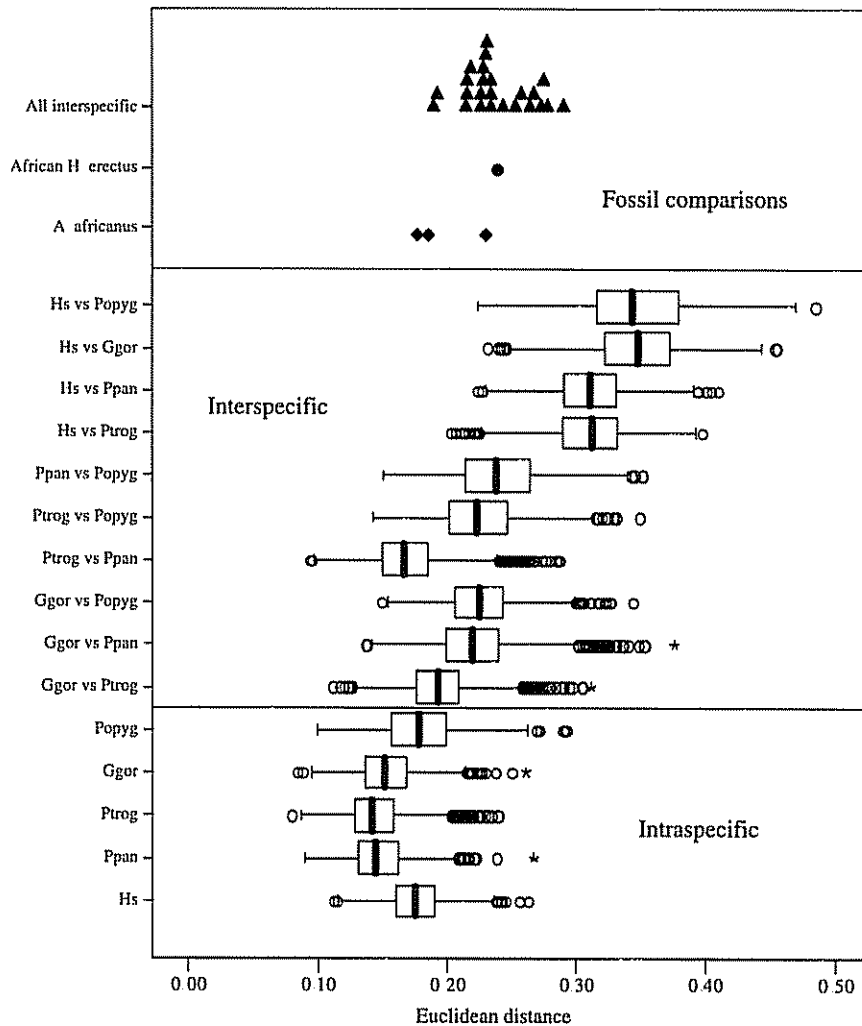 All interspecific
African H erectus
Fossil comparisons
A africanus
Hs vs Popyg
Hs vs Ggor
Hs vs Ppan
Interspecific
Hs vs Ptrog
Ppan vs Popyg
Ptrog vs Popyg
Ptrog vs Ppan
Ggor vs Popyg
Ggor vs Ppan
Ggor vs Ptrog
Popyg
Ggor
Ptrog
Intraspecific
Ppan
Hs
0.00 0.10 0.20 0.30 0.40 0.50
Euclidean distance